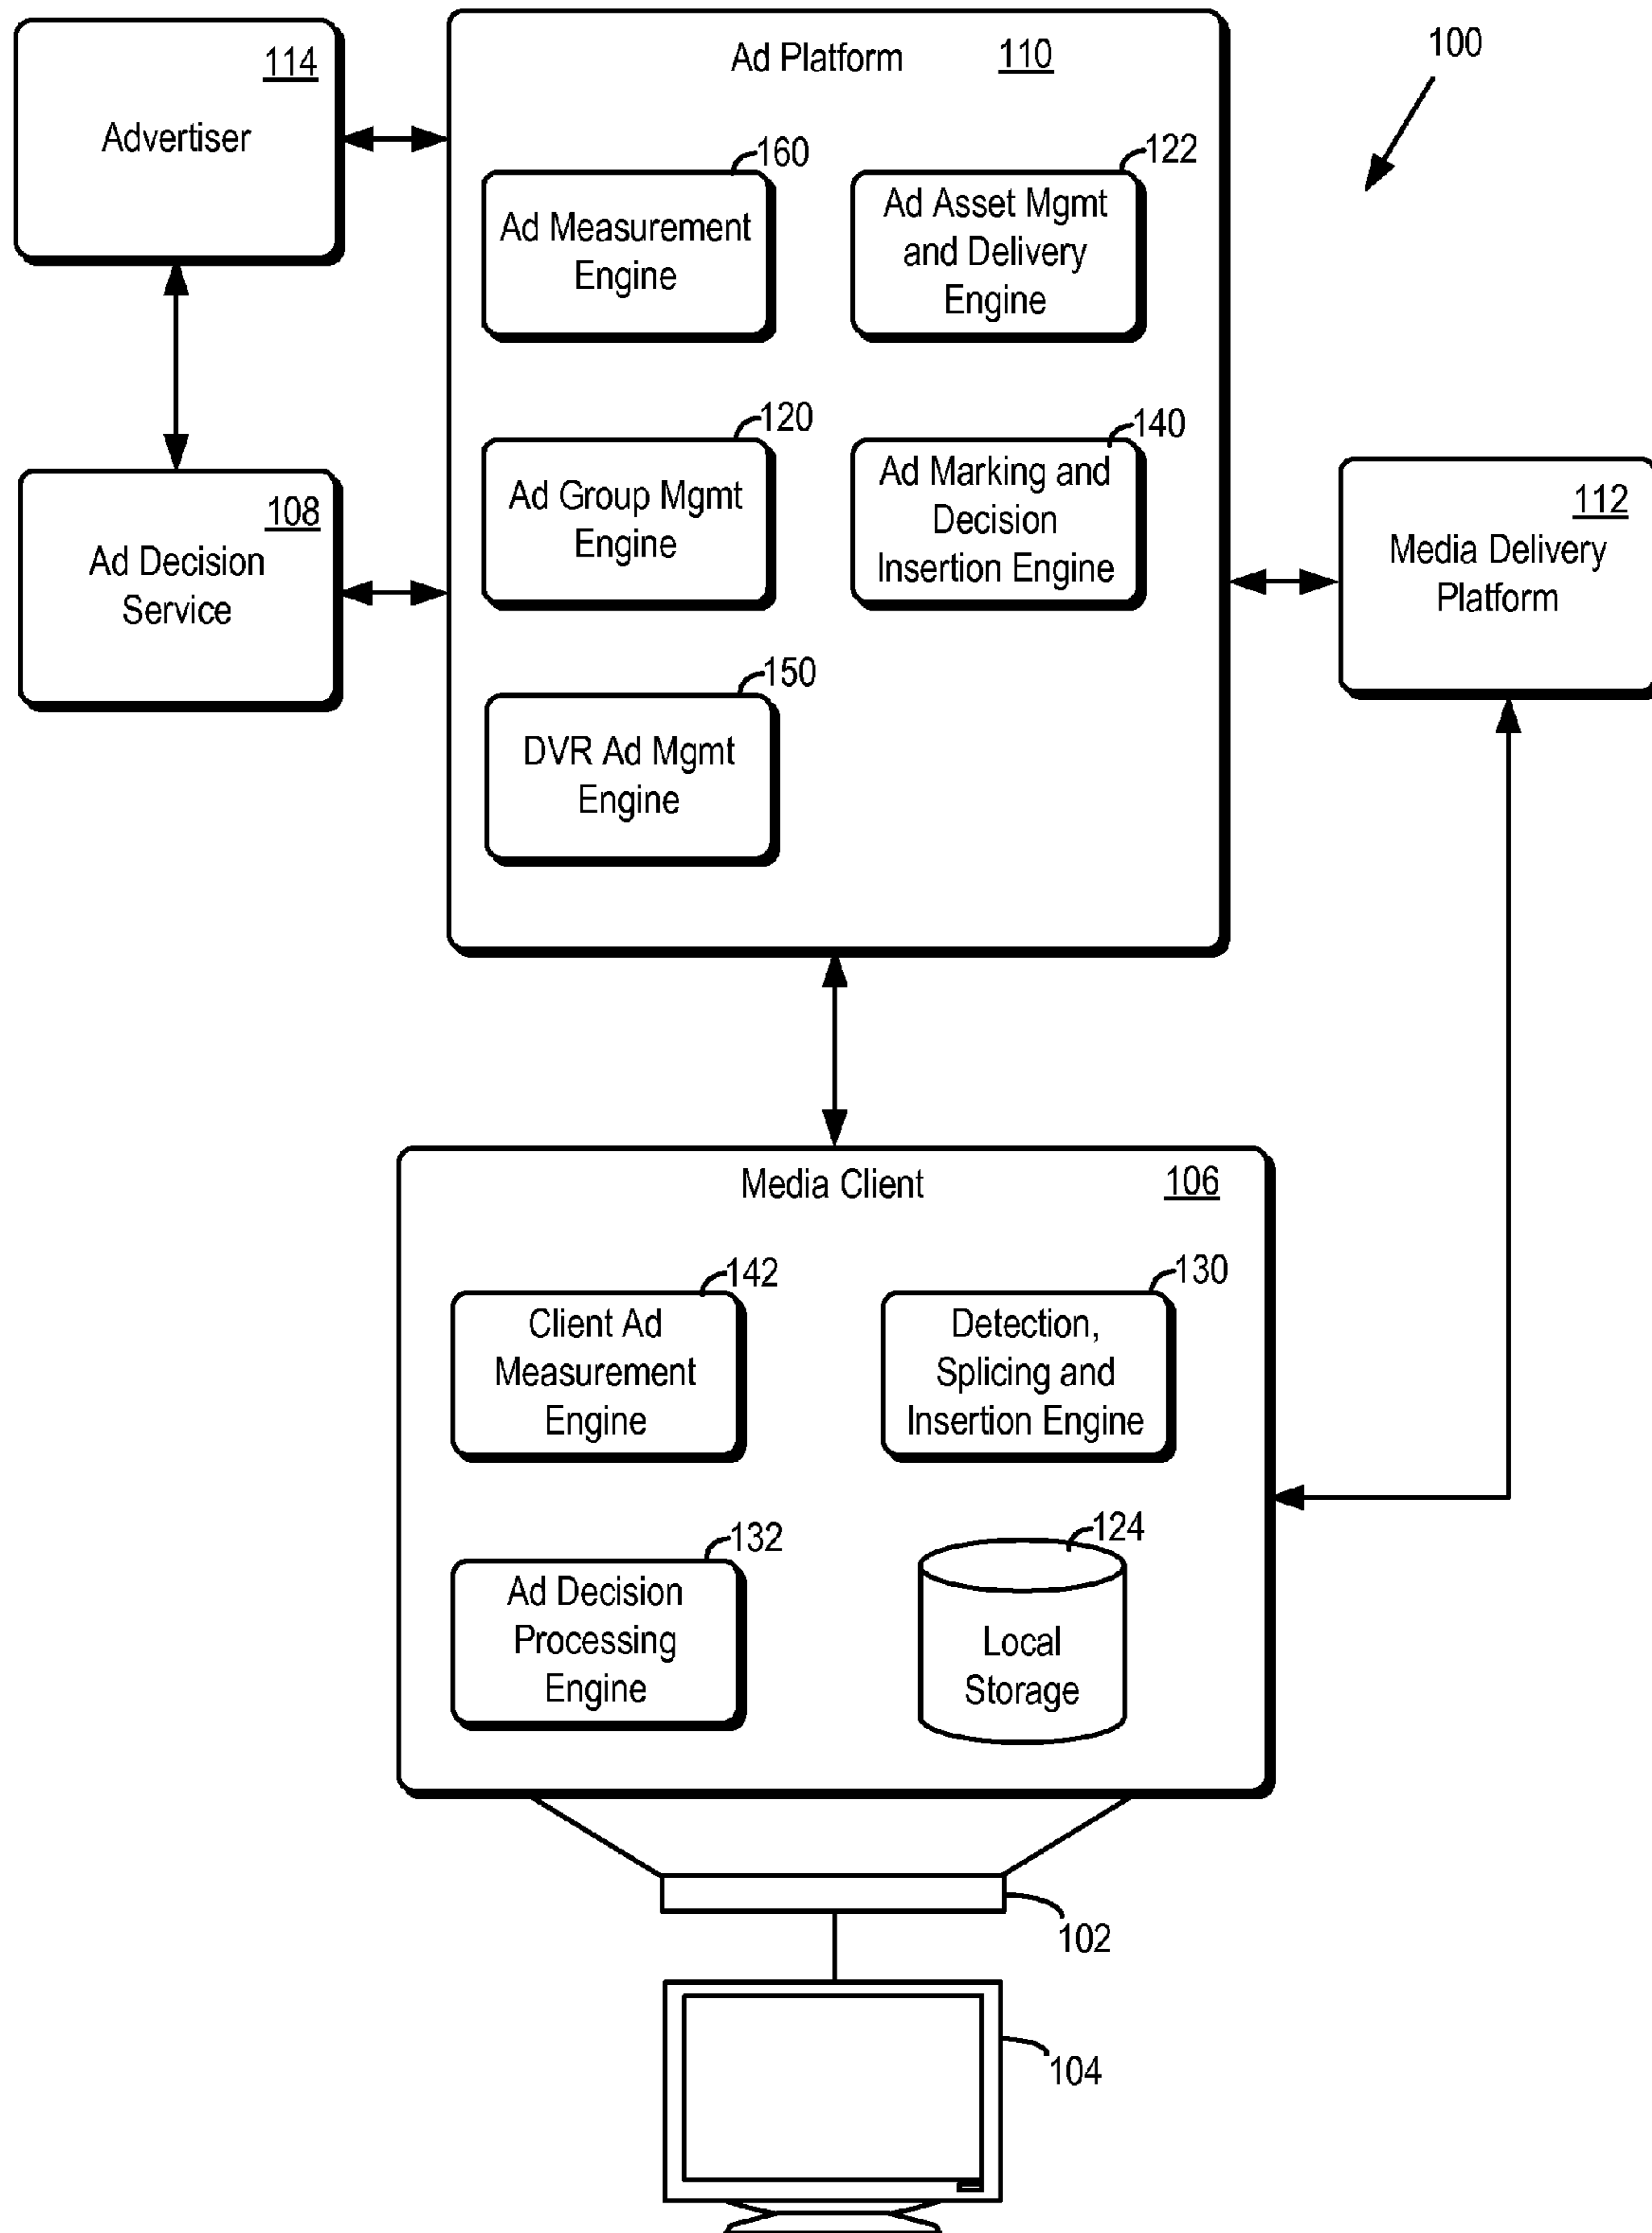 100
114
Advertiser
Ad Platform 110
160
Ad Measurement
Engine
122
Ad Asset Mgmt
and Delivery
Engine
120
Ad Group Mgmt
Engine
140
Ad Marking and
Decision
Insertion Engine
150
DVR Ad Mgmt
Engine
108
Ad Decision
Service
112
Media Delivery
Platform
Media Client 106
142
Client Ad
Measurement
Engine
130
Detection,
Splicing and
Insertion Engine
132
Ad Decision
Processing
Engine
124
Local
Storage
102
104